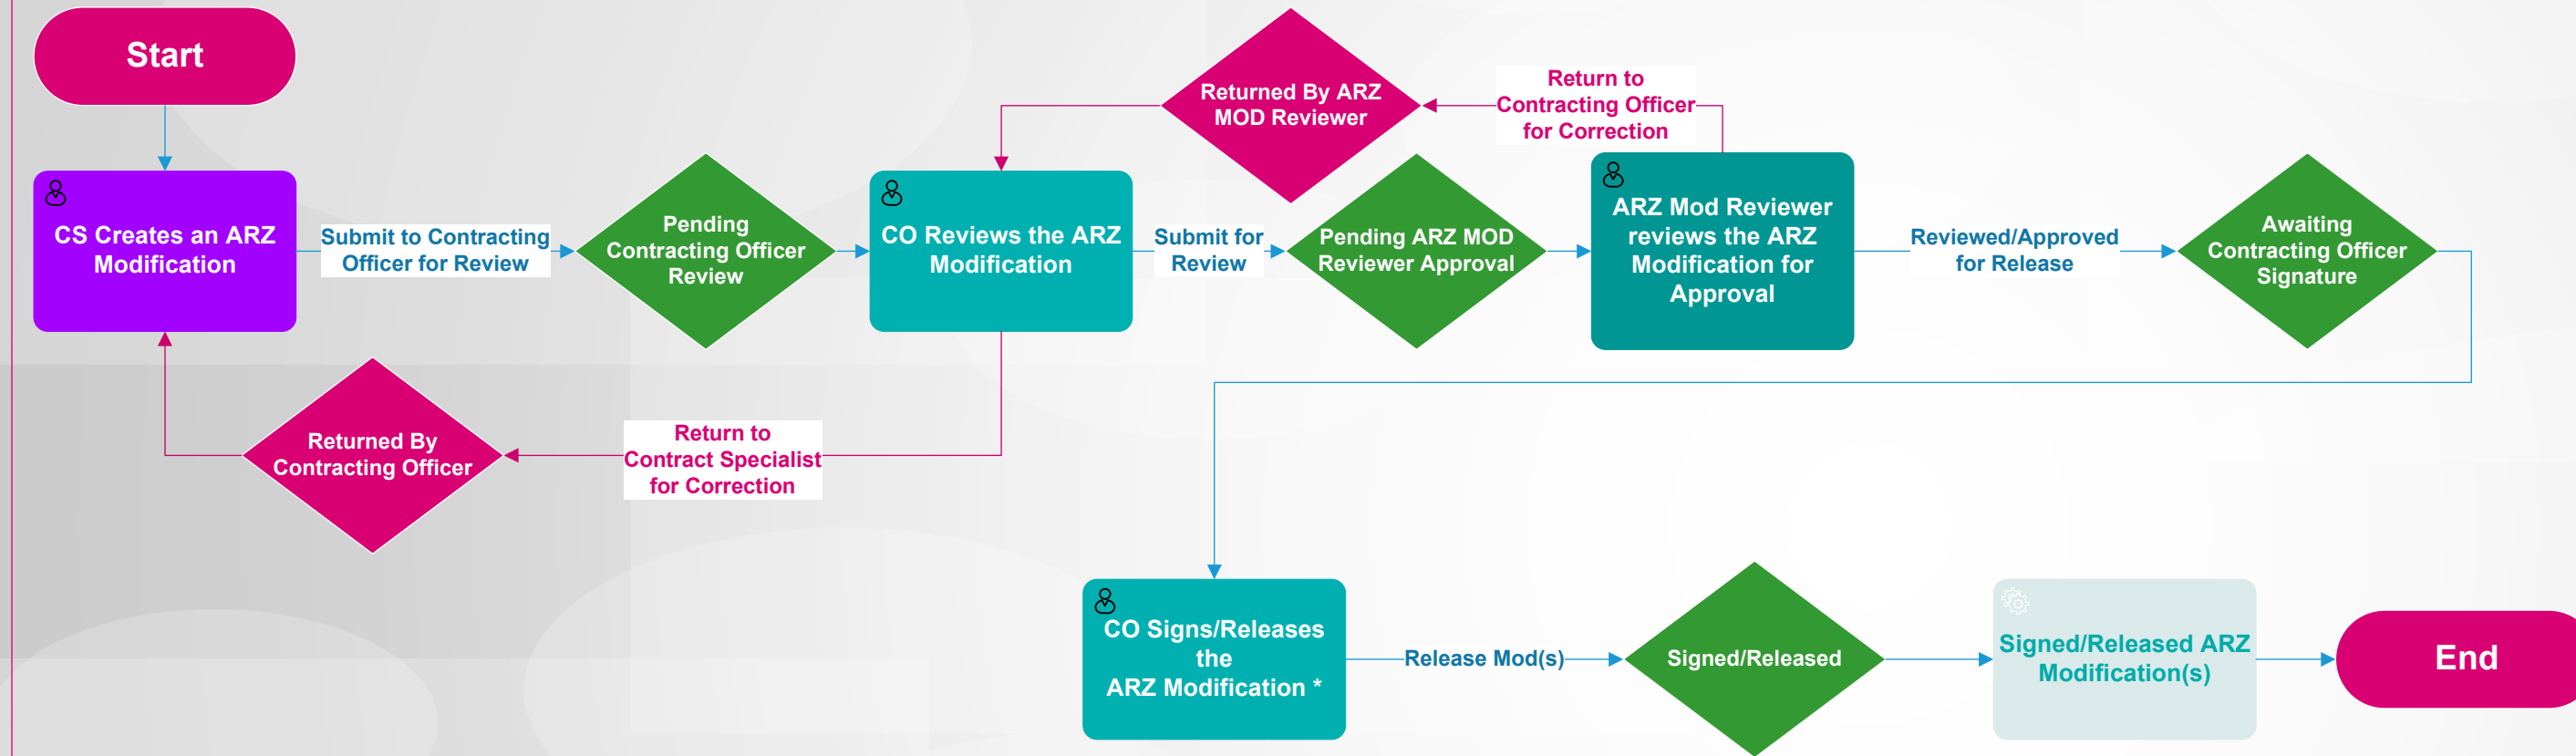 Start
CS Creates an ARZ
Modification
Submit to Contracting
Officer for Review
Pending
Contracting Officer
Review
CO Reviews the ARZ
Modification
Submit for
Review
Pending ARZ MOD
Reviewer Approval
ARZ Mod Reviewer
reviews the ARZ
Modification for
Approval
Return to
Contracting Officer
for Correction
Returned By ARZ
MOD Reviewer
Reviewed/Approved
for Release
Awaiting
Contracting Officer
Signature
Return to
Contract Specialist
for Correction
Returned By
Contracting Officer
CO Signs/Releases
the
ARZ Modification *
Release Mod(s)
Signed/Released
Signed/Released ARZ
Modification(s)
End